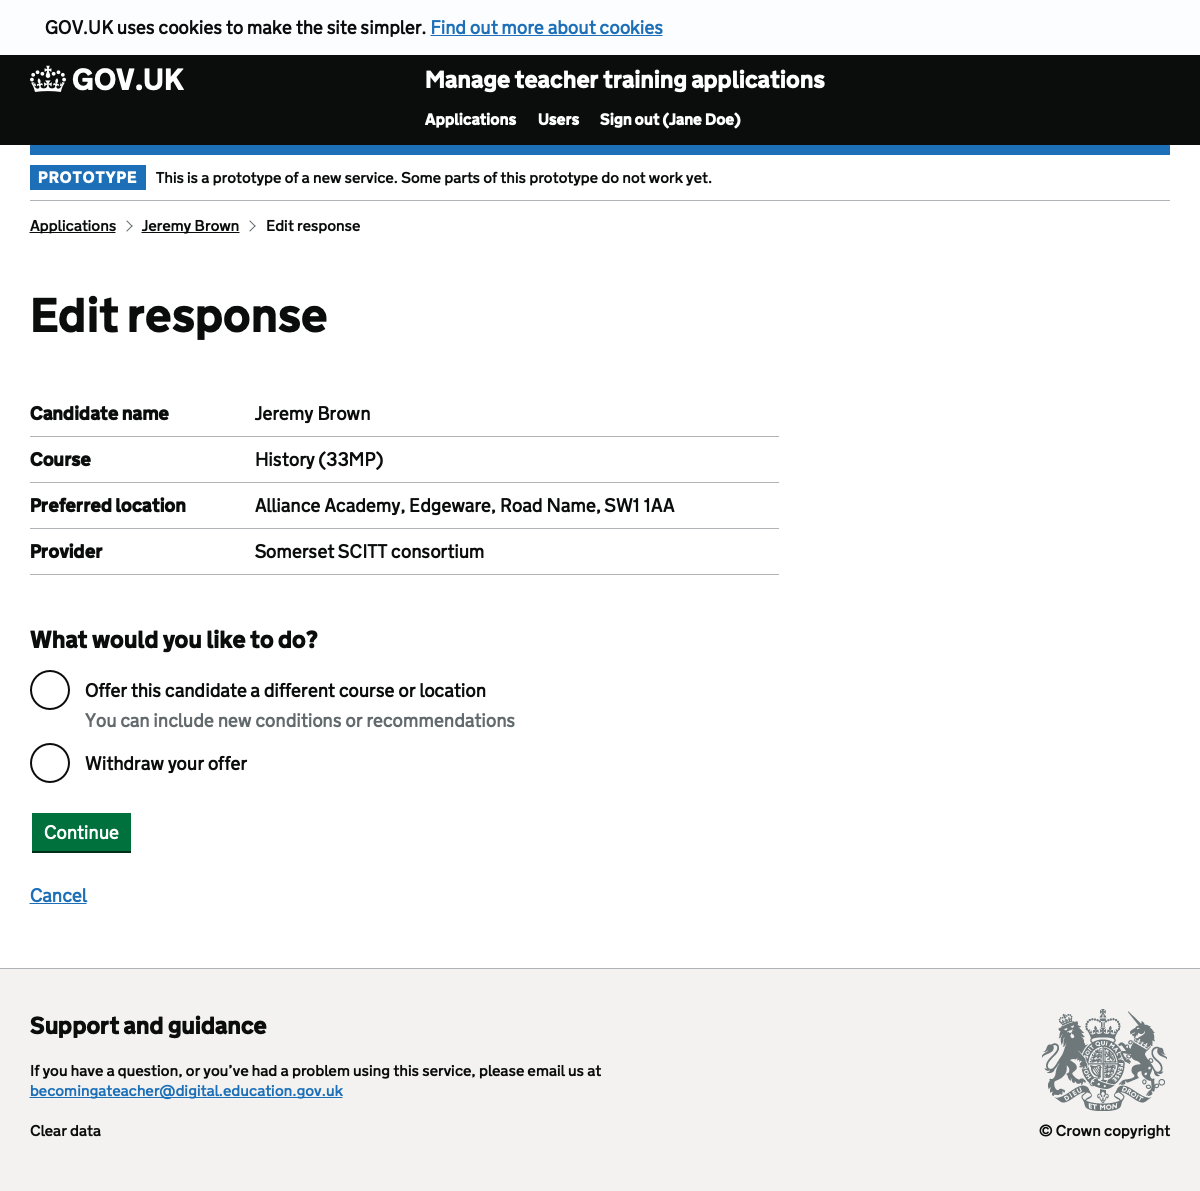 GOV.UK uses cookies to make the site simpler. Find out more about cookies
GOV.UK
Manage teacher training applications
Applications Users Sign out (Jane Doe)
PROTOTYPE This is a prototype of a new service. Some parts of this prototype do not work yet.
Applications > Jeremy Brown > Edit response
Edit response
Candidate name Jeremy Brown
Course History (33MP)
Preferred location Alliance Academy, Edgeware, Road Name, SW1 1AA
Provider Somerset SCITT consortium
What would you like to do?
Offer this candidate a different course or location
You can include new conditions or recommendations
Withdraw your offer
Continue
Cancel
Support and guidance
If you have a question, or you’ve had a problem using this service, please email us at
becomingateacher@digital.education.gov.uk
Clear data
DIEU ET MON DROIT
© Crown copyright